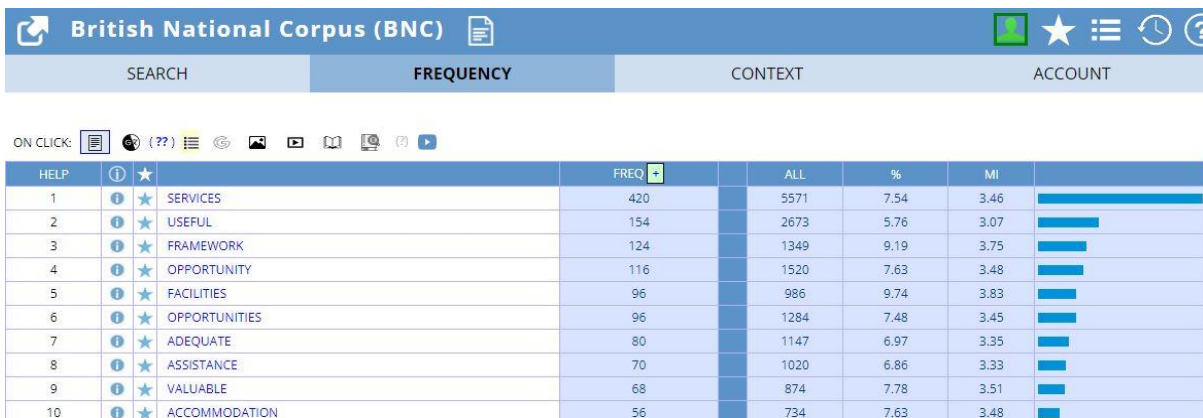 British National Corpus (BNC)
SEARCH FREQUENCY CONTEXT ACCOUNT
ON CLICK: (??) G (?)
HELP FREQ + ALL % MI
1 SERVICES 420 5571 7.54 3.46
2 USEFUL 154 2673 5.76 3.07
3 FRAMEWORK 124 1349 9.19 3.75
4 OPPORTUNITY 116 1520 7.63 3.48
5 FACILITIES 96 986 9.74 3.83
6 OPPORTUNITIES 96 1284 7.48 3.45
7 ADEQUATE 80 1147 6.97 3.35
8 ASSISTANCE 70 1020 6.86 3.33
9 VALUABLE 68 874 7.78 3.51
10 ACCOMMODATION 56 734 7.63 3.48